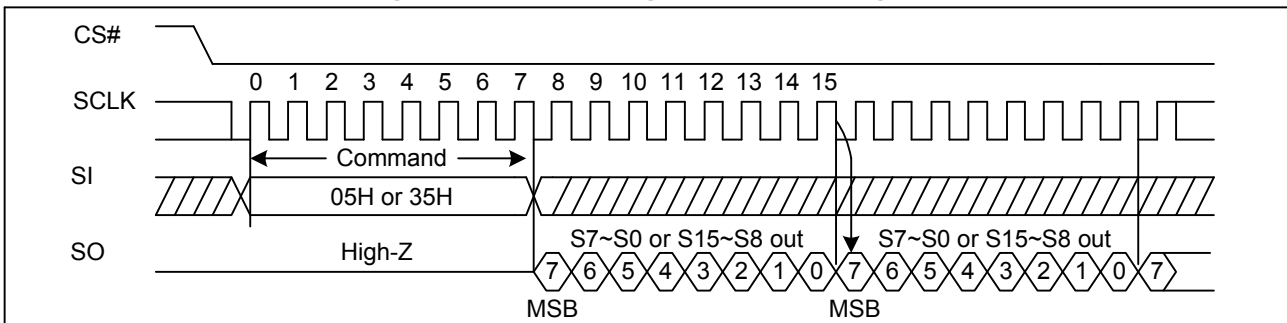 CS#
0 1 2 3 4 5 6 7 8 9 10 11 12 13 14 15
SCLK
Command
SI
05H or 35H
S7~S0 or S15~S8 out S7~S0 or S15~S8 out
SO High-Z
7 6 5 4 3 2 1 0 7 6 5 4 3 2 1 0 7
MSB MSB